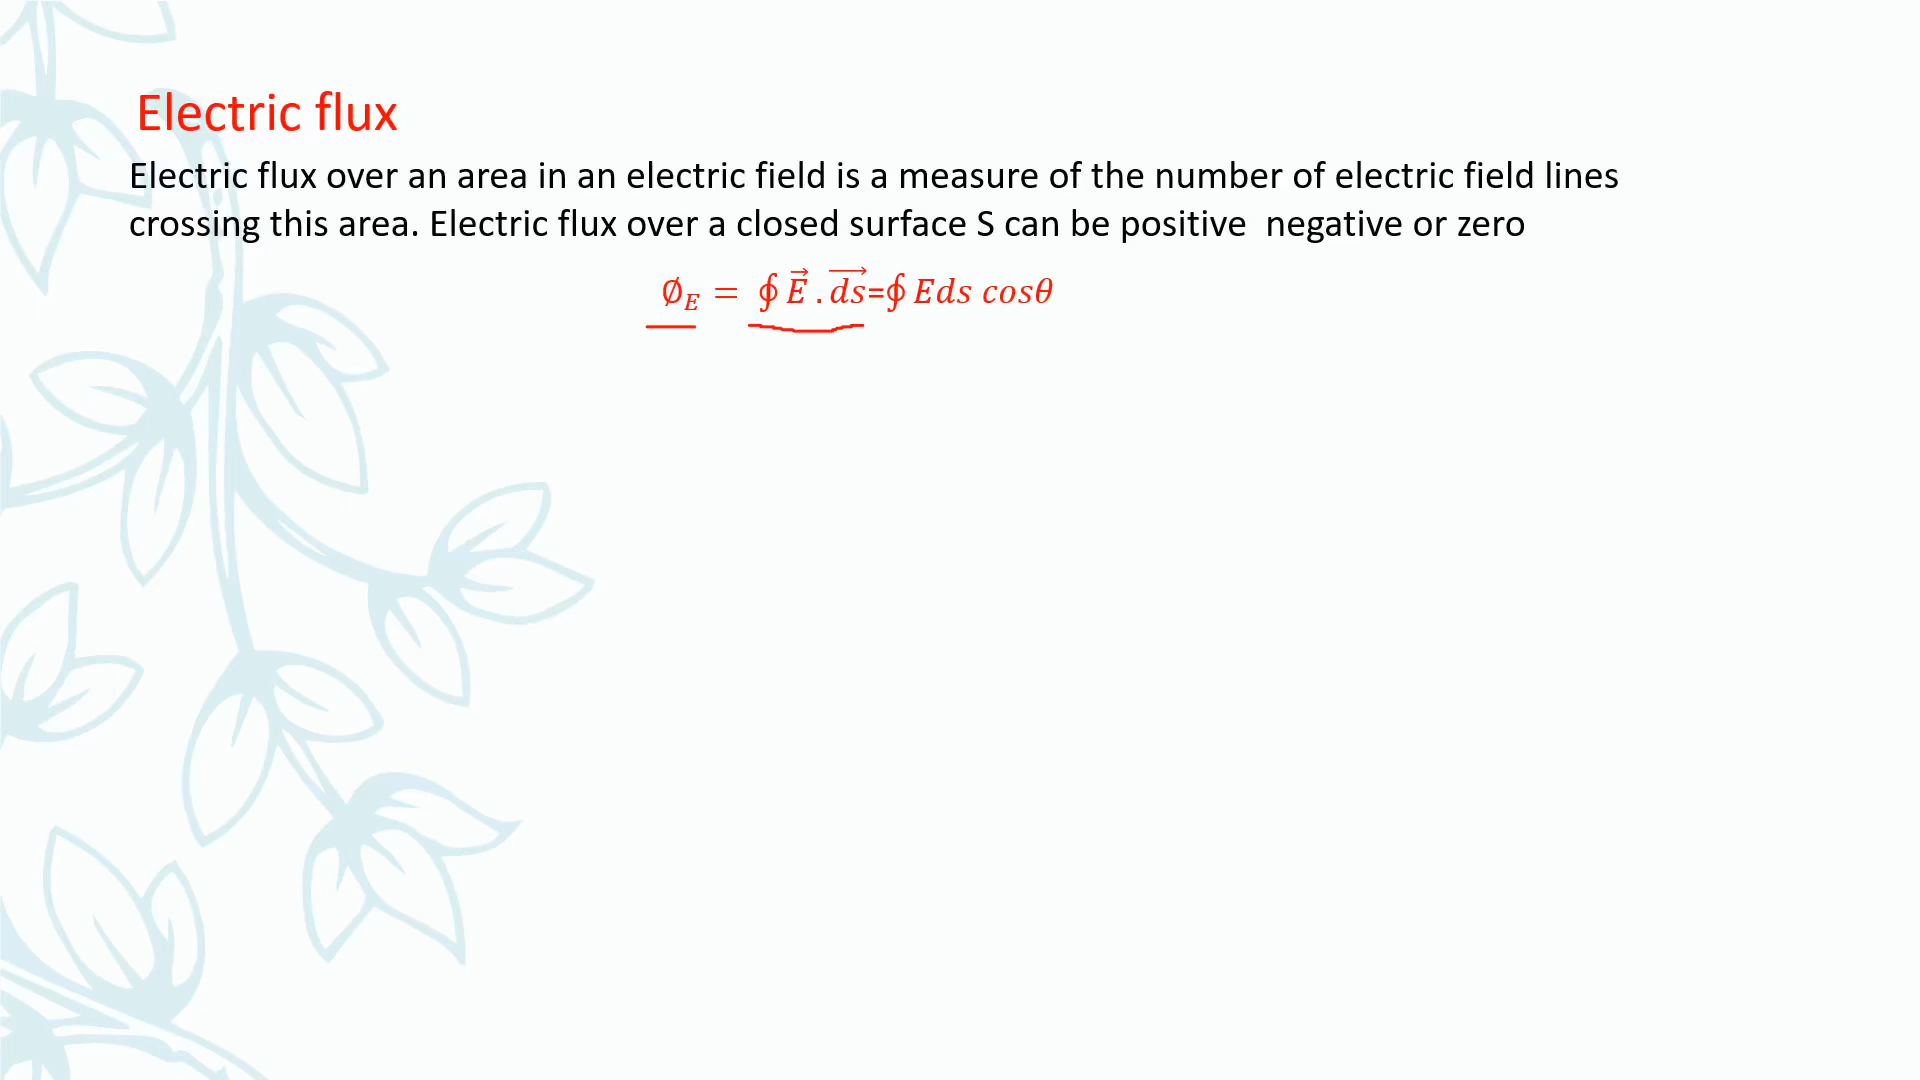 Electric flux
Electric flux over an area in an electric field is a measure of the number of electric field lines
crossing this area. Electric flux over a closed surface S can be positive  negative or zero
∅_E = ∮ E⃗ . d⃗s⃗=∮ Eds cosθ